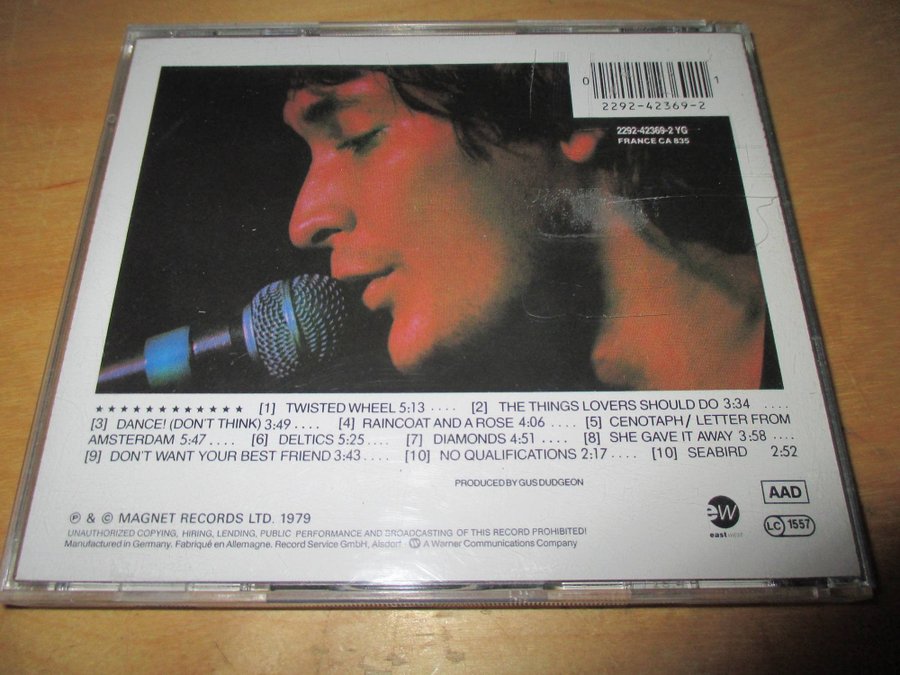 0 1
2292-42369-2
2292-42369-2 YG
FRANCE CA 835
★★★★★★★★★★★★ [1] TWISTED WHEEL 5:13 .... [2] THE THINGS LOVERS SHOULD DO 3:34 ....
[3] DANCE! (DON'T THINK) 3:49 .... [4] RAINCOAT AND A ROSE 4:06 .... [5] CENOTAPH / LETTER FROM
AMSTERDAM 5:47 .... [6] DELTICS 5:25 .... [7] DIAMONDS 4:51 .... [8] SHE GAVE IT AWAY 3:58 ....
[9] DON'T WANT YOUR BEST FRIEND 3:43 .... [10] NO QUALIFICATIONS 2:17 .... [10] SEABIRD 2:52
PRODUCED BY GUS DUDGEON
℗ & © MAGNET RECORDS LTD. 1979
UNAUTHORIZED COPYING, HIRING, LENDING, PUBLIC PERFORMANCE AND BROADCASTING OF THIS RECORD PROHIBITED!
Manufactured in Germany. Fabriqué en Allemagne. Record Service GmbH, Alsdorf · A Warner Communications Company
ew
eastwest
AAD
LC 1557